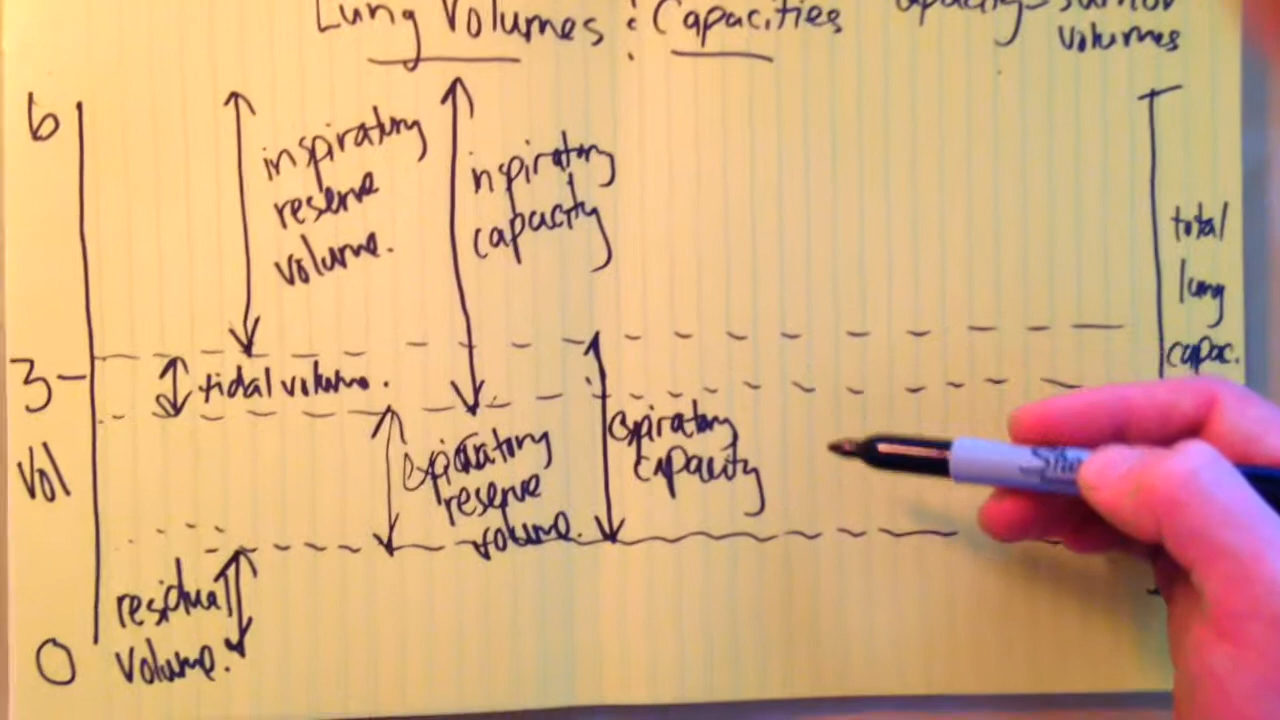 Lung Volumes : Capacities
volumes
6
inspiratory
reserve
volume.
inspiratory
capacity
total
lung
capac.
3
tidal volume.
Vol
expiratory
reserve
volume.
expiratory
capacity
residual
volume.
0